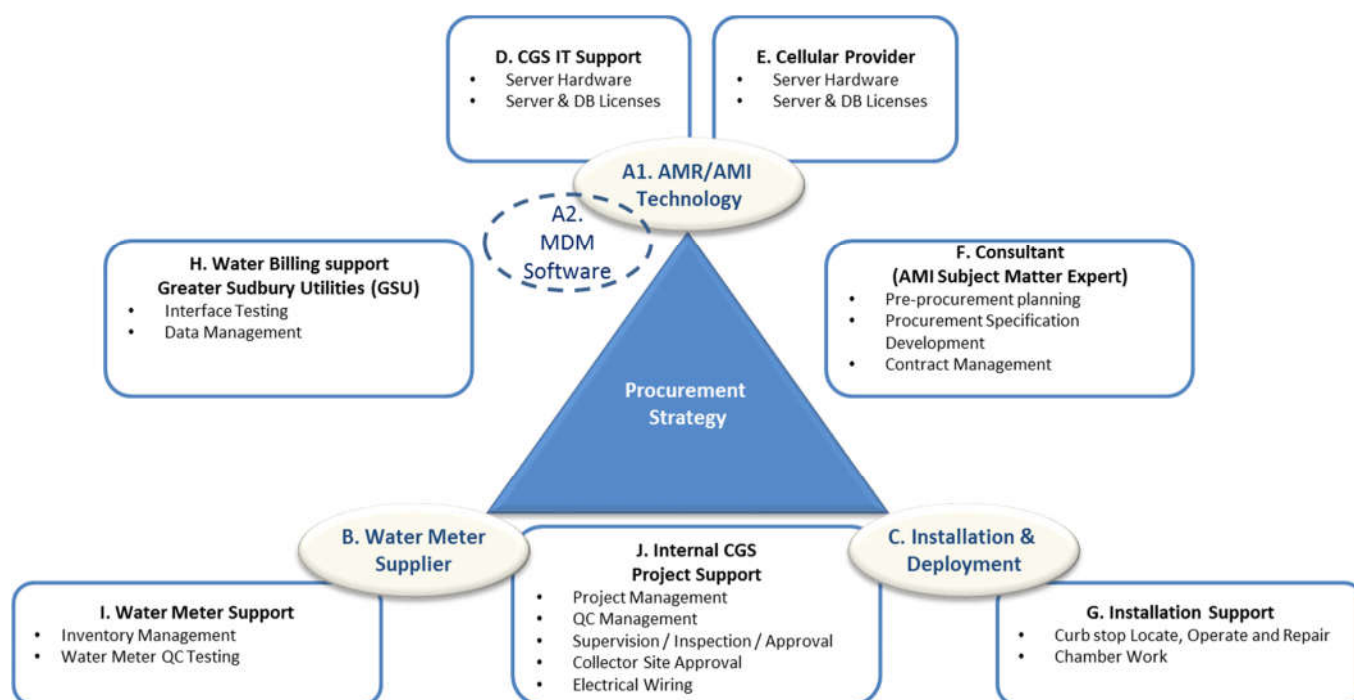 D. CGS IT Support
• Server Hardware
• Server & DB Licenses
E. Cellular Provider
• Server Hardware
• Server & DB Licenses
A1. AMR/AMI
Technology
A2.
MDM
Software
H. Water Billing support
Greater Sudbury Utilities (GSU)
• Interface Testing
• Data Management
F. Consultant
(AMI Subject Matter Expert)
• Pre-procurement planning
• Procurement Specification
Development
• Contract Management
Procurement
Strategy
B. Water Meter
Supplier
C. Installation &
Deployment
J. Internal CGS
Project Support
• Project Management
• QC Management
• Supervision / Inspection / Approval
• Collector Site Approval
• Electrical Wiring
I. Water Meter Support
• Inventory Management
• Water Meter QC Testing
G. Installation Support
• Curb stop Locate, Operate and Repair
• Chamber Work